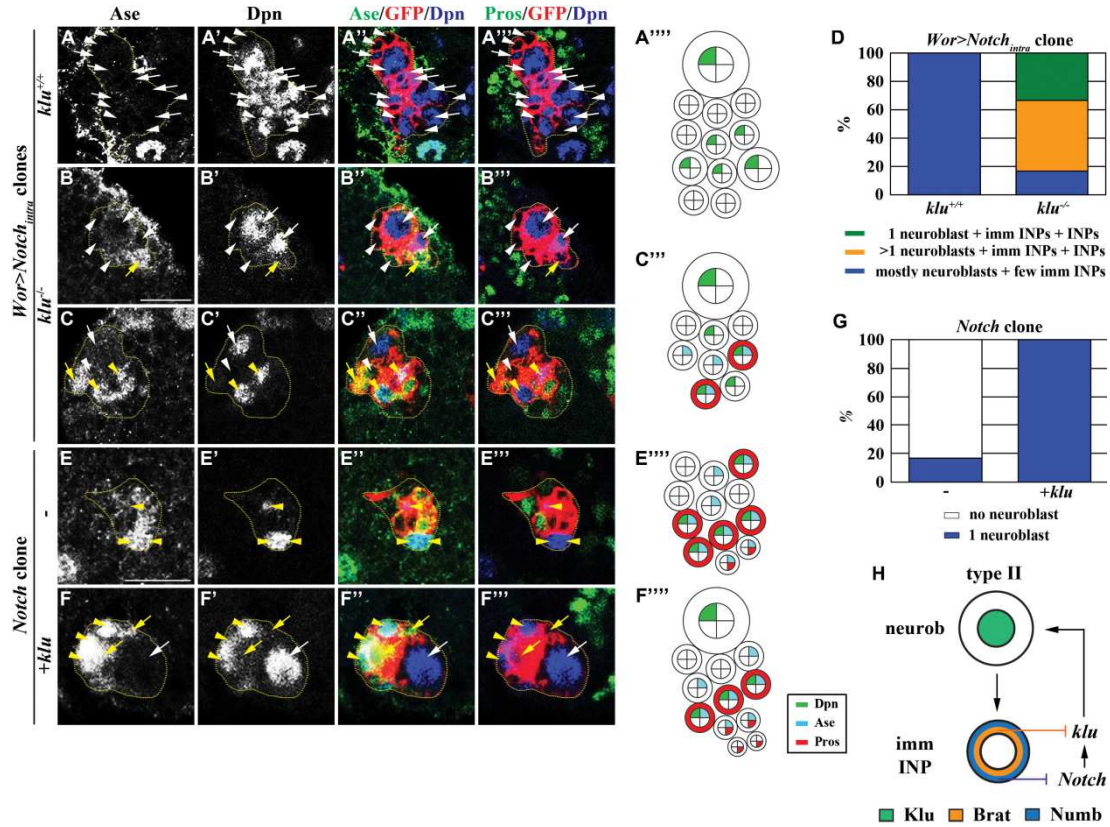 Ase Dpn Ase/GFP/Dpn Pros/GFP/Dpn
Wor>Notchintra clones
klu+/+
A A' A'' A''' A''''
klu-/-
B B' B'' B'''
C C' C'' C''' C'''
Notch clone
-
E E' E'' E''' E''''
+klu
F F' F'' F''' F''''
Dpn
Ase
Pros
D
Wor>Notchintra clone
100
80
60
40
20
0
%
klu+/+ klu-/-
1 neuroblast + imm INPs + INPs
>1 neuroblasts + imm INPs + INPs
mostly neuroblasts + few imm INPs
G
Notch clone
100
80
60
40
20
0
%
- +klu
no neuroblast
1 neuroblast
H
type II
neurob
imm
INP
klu
Notch
Klu Brat Numb